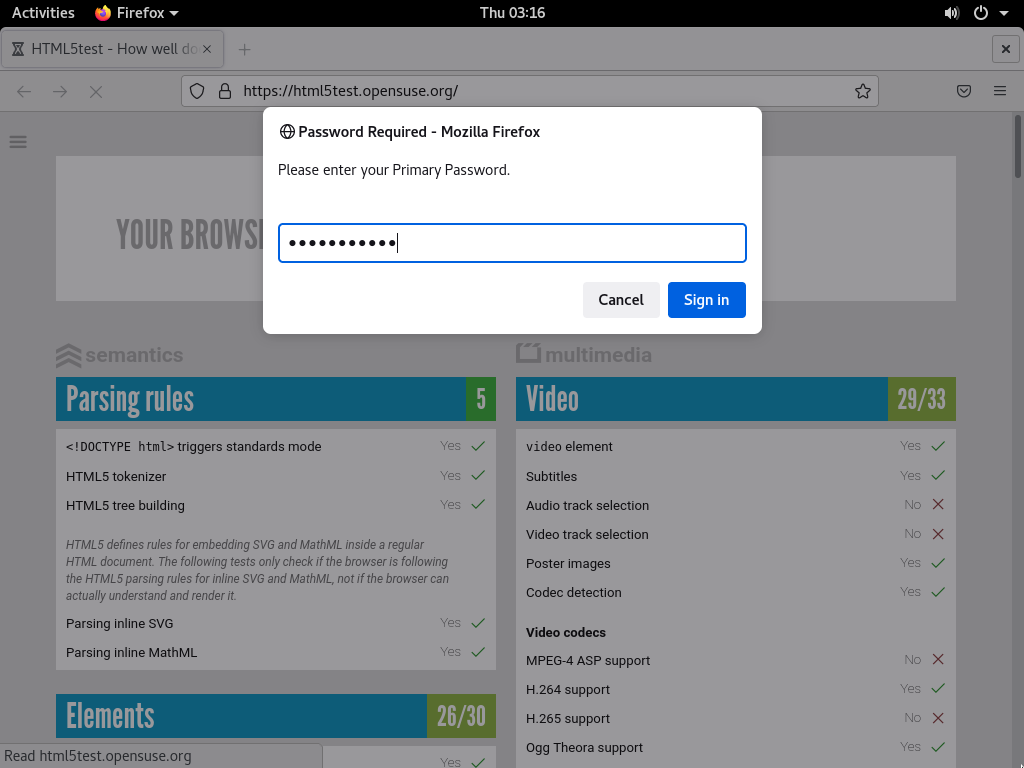 Activities Firefox Thu 03:16
HTML5test - How well do
https://html5test.opensuse.org/
Password Required - Mozilla Firefox
Please enter your Primary Password.
●●●●●●●●●●●
Cancel Sign in
YOUR BROWS
semantics
Parsing rules 5
<!DOCTYPE html> triggers standards mode Yes
HTML5 tokenizer Yes
HTML5 tree building Yes
HTML5 defines rules for embedding SVG and MathML inside a regular
HTML document. The following tests only check if the browser is following
the HTML5 parsing rules for inline SVG and MathML, not if the browser can
actually understand and render it.
Parsing inline SVG Yes
Parsing inline MathML Yes
Elements 26/30
Yes
multimedia
Video 29/33
video element Yes
Subtitles Yes
Audio track selection No
Video track selection No
Poster images Yes
Codec detection Yes
Video codecs
MPEG-4 ASP support No
H.264 support Yes
H.265 support No
Ogg Theora support Yes
Read html5test.opensuse.org